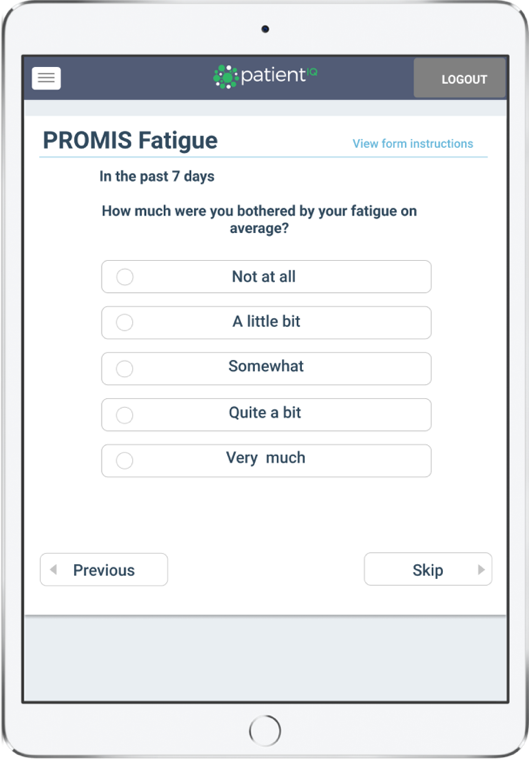 patientIQ
LOGOUT
PROMIS Fatigue
View form instructions
In the past 7 days
How much were you bothered by your fatigue on
average?
Not at all
A little bit
Somewhat
Quite a bit
Very much
Previous
Skip